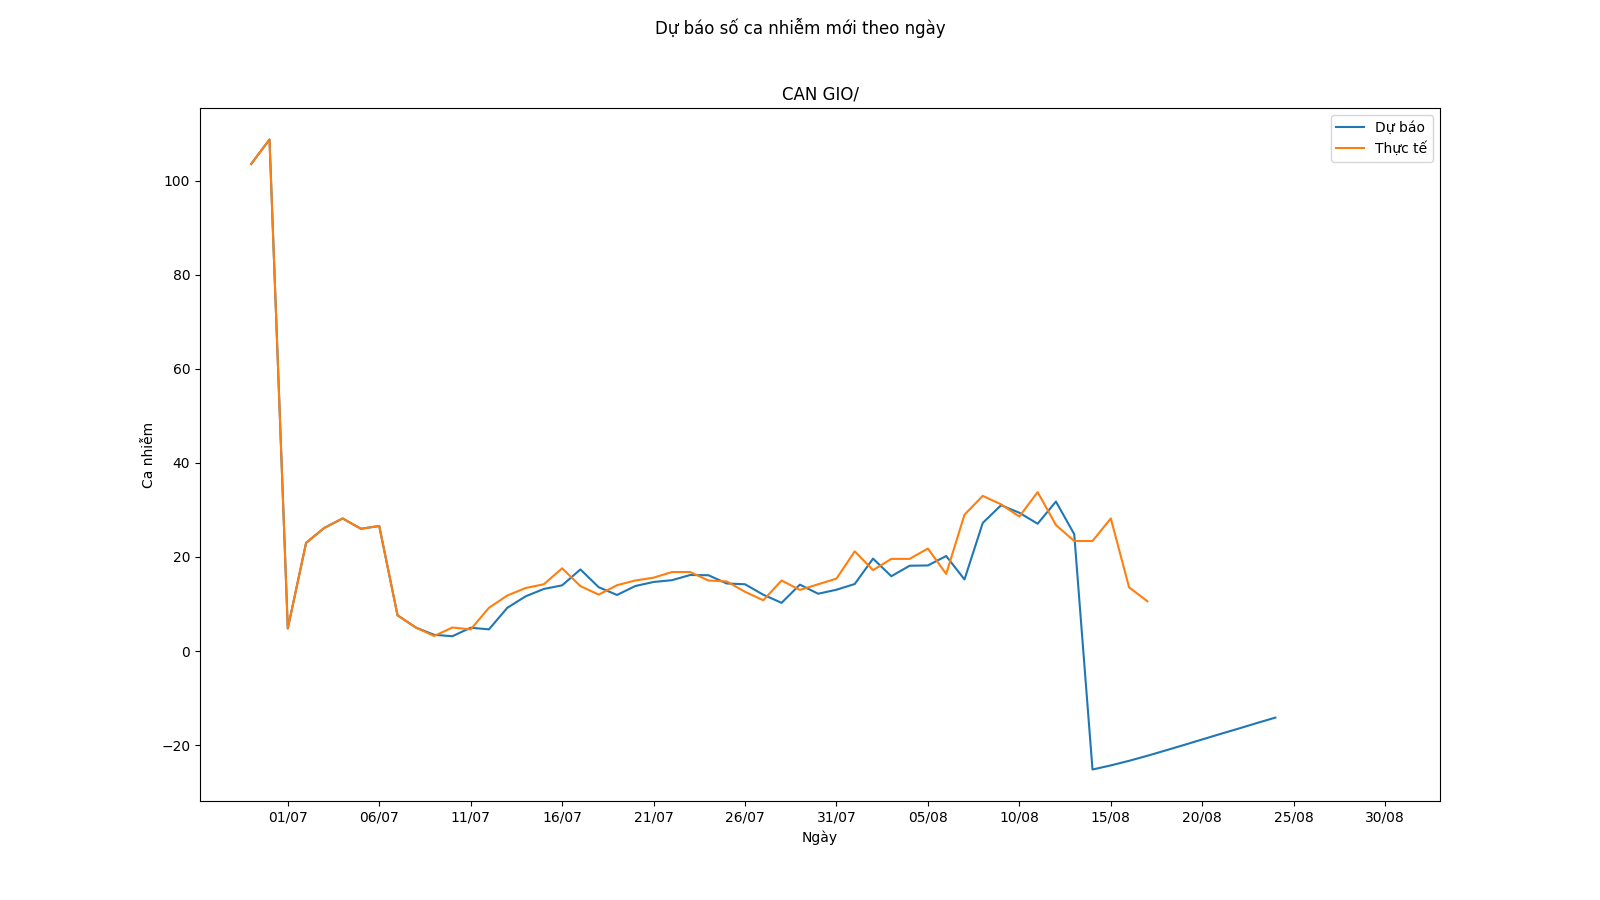 Dự báo số ca nhiễm mới theo ngày
CAN GIO/
Dự báo
Thực tế
100
80
60
40
20
0
−20
Ca nhiễm
01/07 06/07 11/07 16/07 21/07 26/07 31/07 05/08 10/08 15/08 20/08 25/08 30/08
Ngày